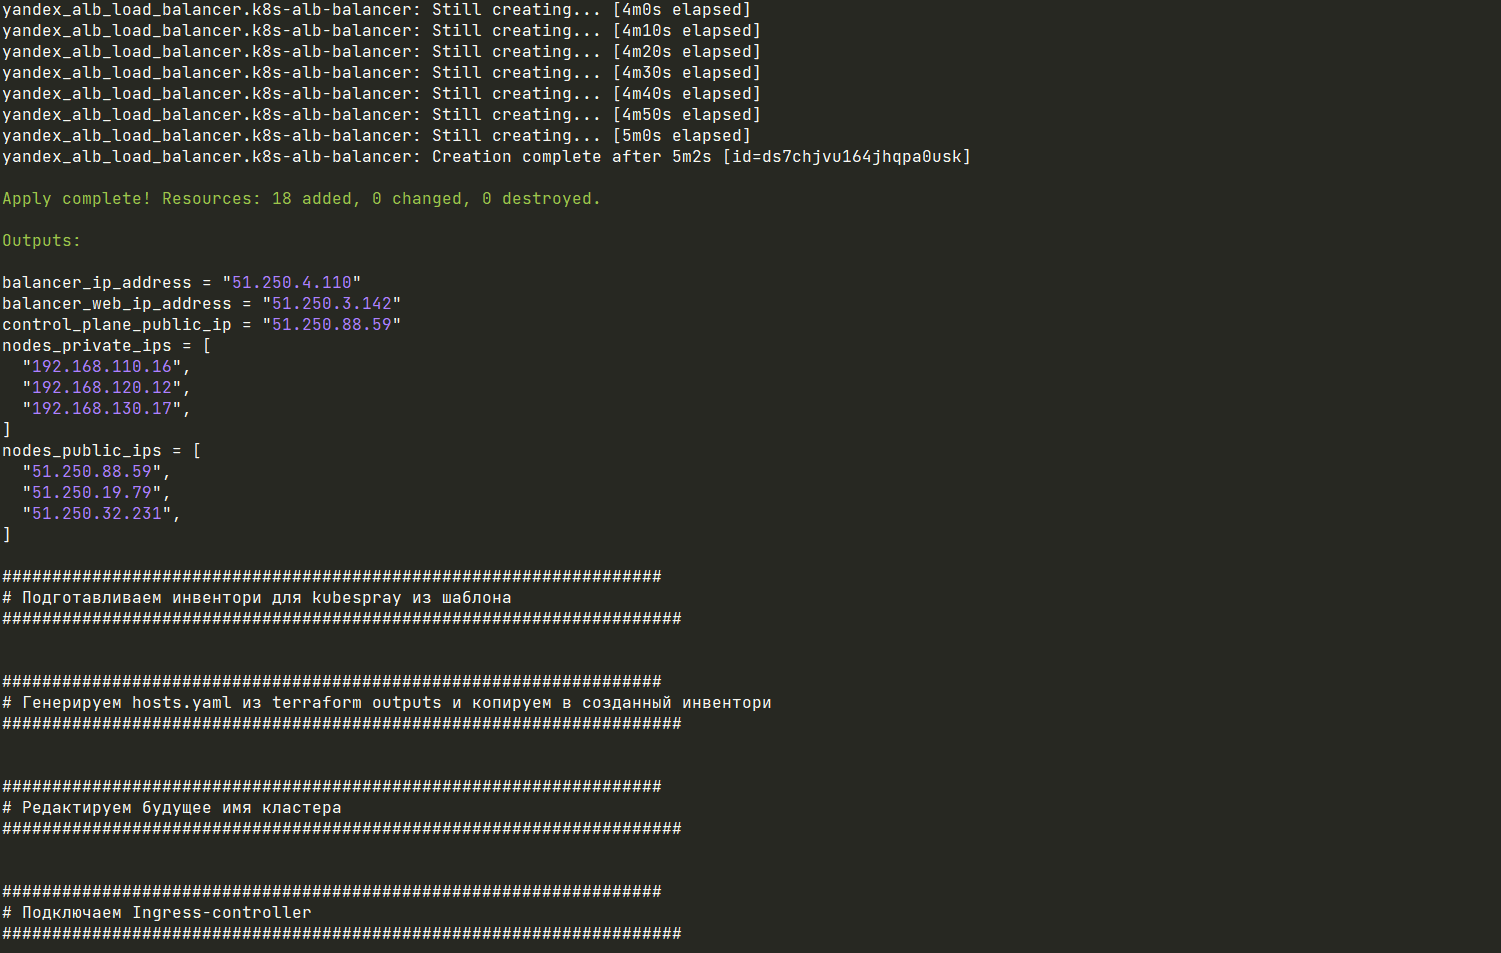 yandex_alb_load_balancer.k8s-alb-balancer: Still creating... [4m0s elapsed]
yandex_alb_load_balancer.k8s-alb-balancer: Still creating... [4m10s elapsed]
yandex_alb_load_balancer.k8s-alb-balancer: Still creating... [4m20s elapsed]
yandex_alb_load_balancer.k8s-alb-balancer: Still creating... [4m30s elapsed]
yandex_alb_load_balancer.k8s-alb-balancer: Still creating... [4m40s elapsed]
yandex_alb_load_balancer.k8s-alb-balancer: Still creating... [4m50s elapsed]
yandex_alb_load_balancer.k8s-alb-balancer: Still creating... [5m0s elapsed]
yandex_alb_load_balancer.k8s-alb-balancer: Creation complete after 5m2s [id=ds7chjvu164jhqpa0usk]
Apply complete! Resources: 18 added, 0 changed, 0 destroyed.
Outputs:
balancer_ip_address = "51.250.4.110"
balancer_web_ip_address = "51.250.3.142"
control_plane_public_ip = "51.250.88.59"
nodes_private_ips = [
  "192.168.110.16",
  "192.168.120.12",
  "192.168.130.17",
]
nodes_public_ips = [
  "51.250.88.59",
  "51.250.19.79",
  "51.250.32.231",
]
##################################################################
# Подготавливаем инвентори для kubespray из шаблона
####################################################################
##################################################################
# Генерируем hosts.yaml из terraform outputs и копируем в созданный инвентори
####################################################################
##################################################################
# Редактируем будущее имя кластера
####################################################################
##################################################################
# Подключаем Ingress-controller
####################################################################